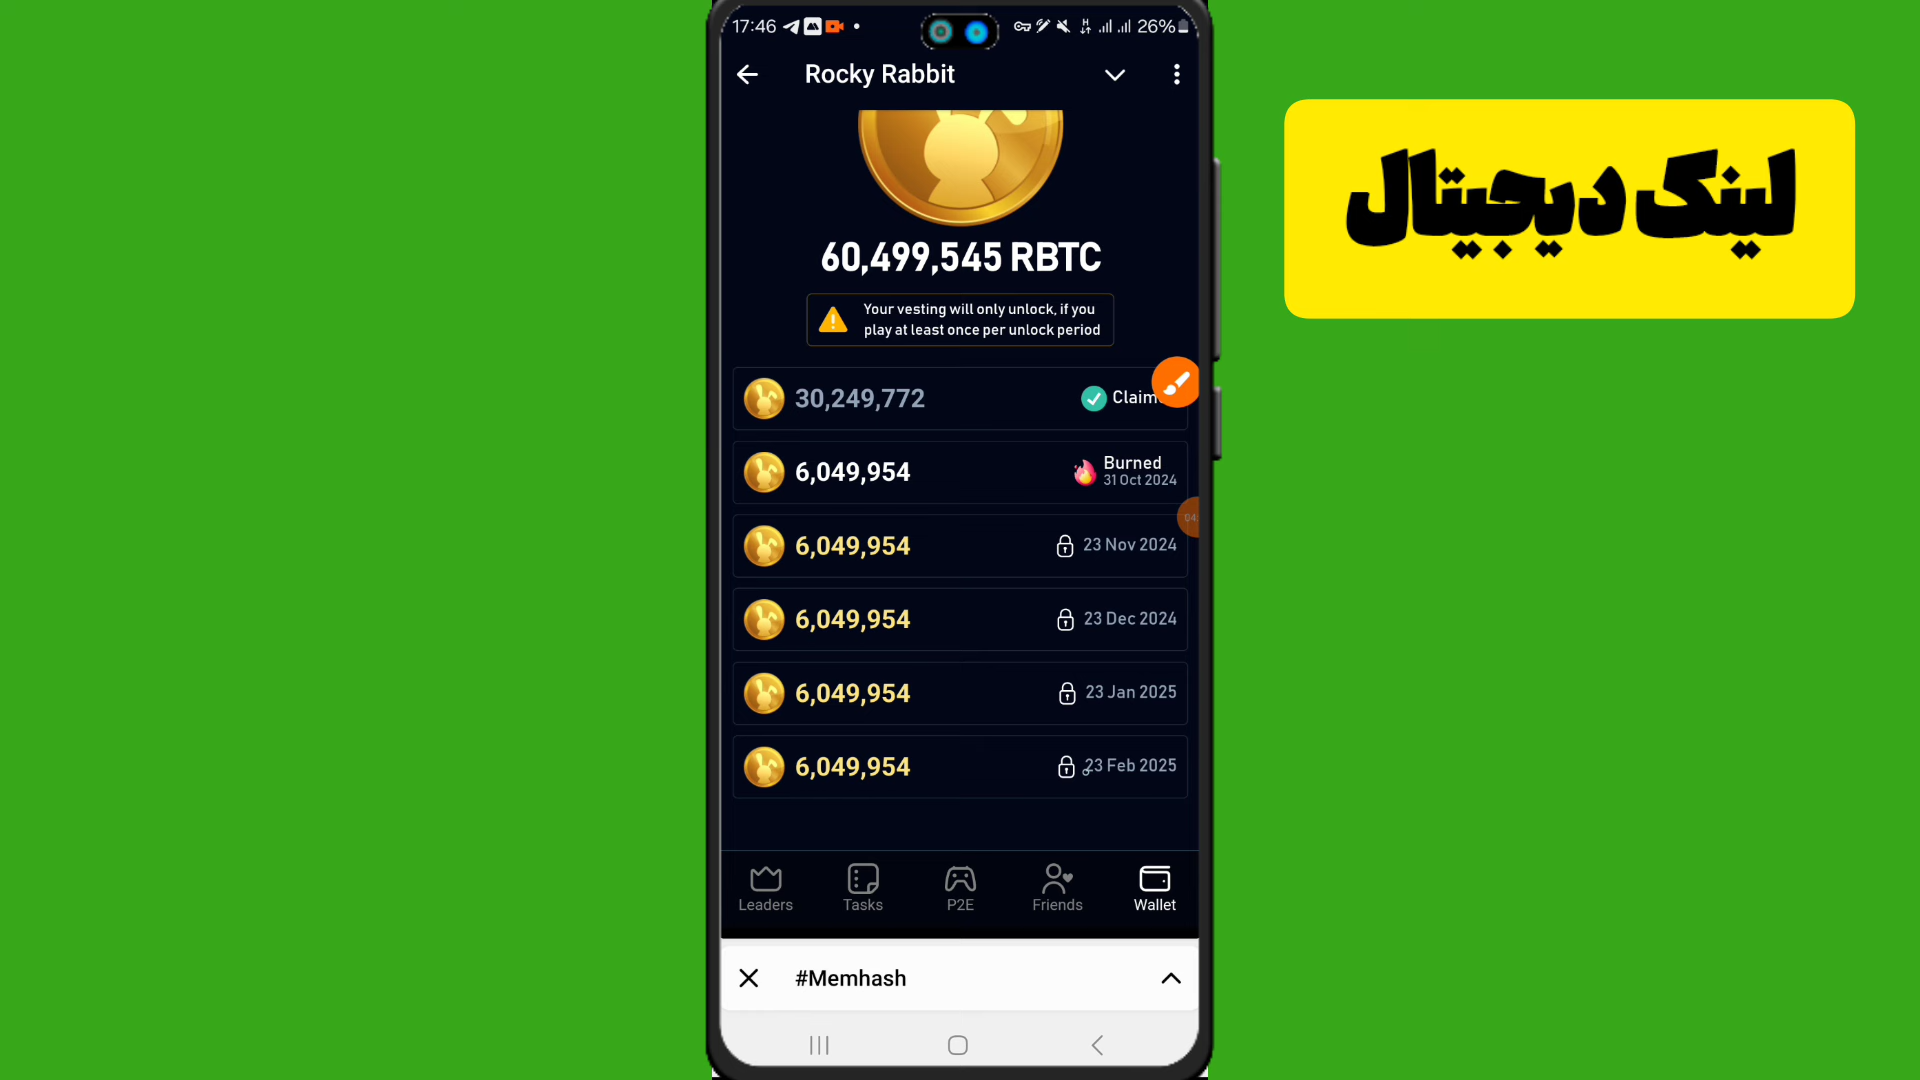 17:46
26%
Rocky Rabbit
60,499,545 RBTC
Your vesting will only unlock, if you
play at least once per unlock period
30,249,772
6,049,954
Burned
31 Oct 2024
6,049,954
23 Nov 2024
6,049,954
23 Dec 2024
6,049,954
23 Jan 2025
6,049,954
23 Feb 2025
Leaders
Tasks
P2E
Friends
Wallet
#Memhash
لینک دیجیتال